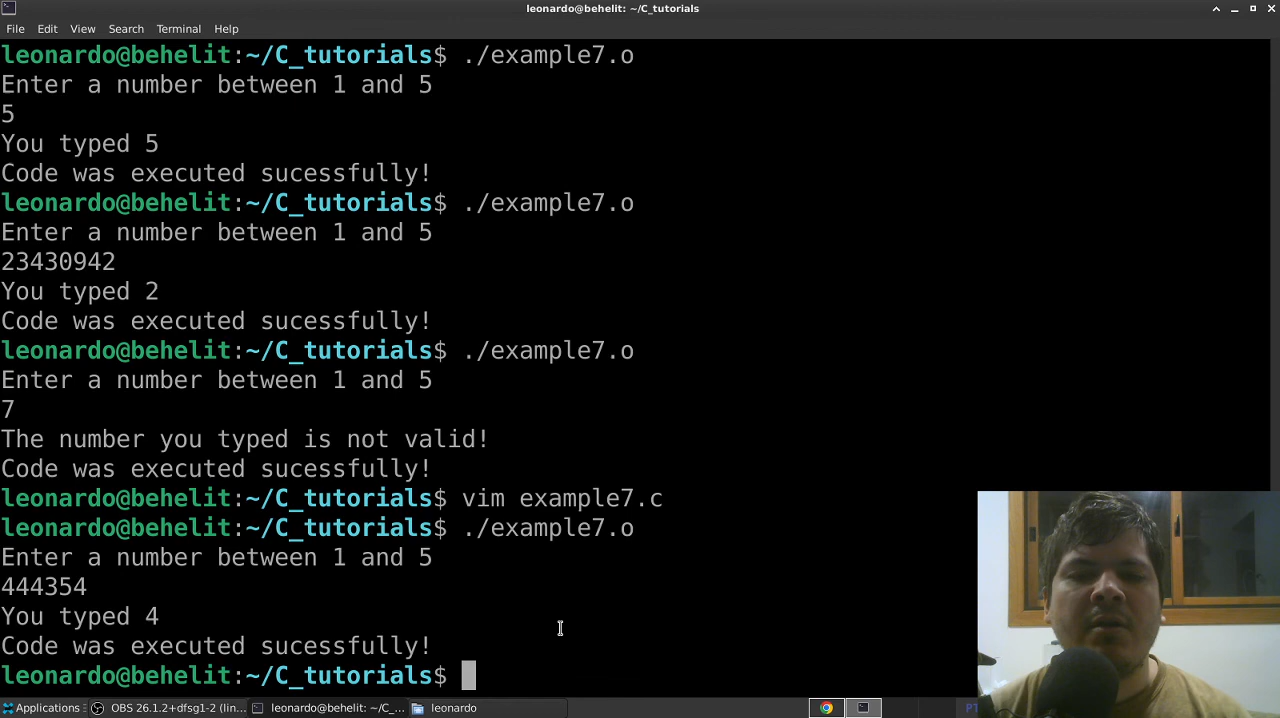 leonardo@behelit: ~/C_tutorials
File Edit View Search Terminal Help
leonardo@behelit:~/C_tutorials$ ./example7.o
Enter a number between 1 and 5
5
You typed 5
Code was executed sucessfully!
leonardo@behelit:~/C_tutorials$ ./example7.o
Enter a number between 1 and 5
23430942
You typed 2
Code was executed sucessfully!
leonardo@behelit:~/C_tutorials$ ./example7.o
Enter a number between 1 and 5
7
The number you typed is not valid!
Code was executed sucessfully!
leonardo@behelit:~/C_tutorials$ vim example7.c
leonardo@behelit:~/C_tutorials$ ./example7.o
Enter a number between 1 and 5
444354
You typed 4
Code was executed sucessfully!
leonardo@behelit:~/C_tutorials$
Applications OBS 26.1.2+dfsg1-2 (lin... leonardo@behelit: ~/C_... leonardo PT